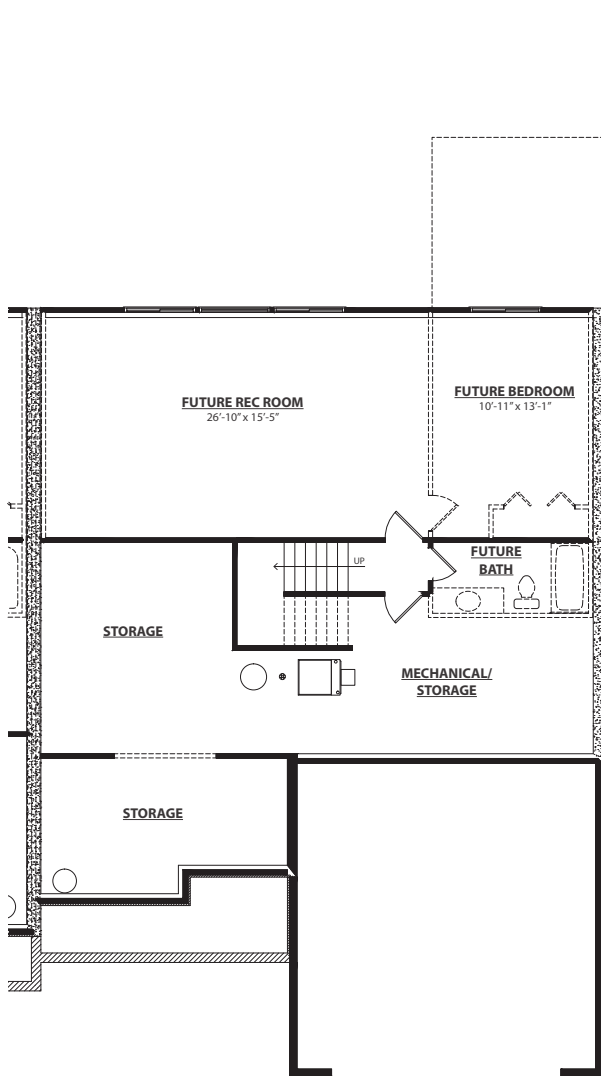 FUTURE REC ROOM
26'-10" x 15'-5"
FUTURE BEDROOM
10'-11" x 13'-1"
UP
FUTURE
BATH
STORAGE
MECHANICAL/
STORAGE
STORAGE